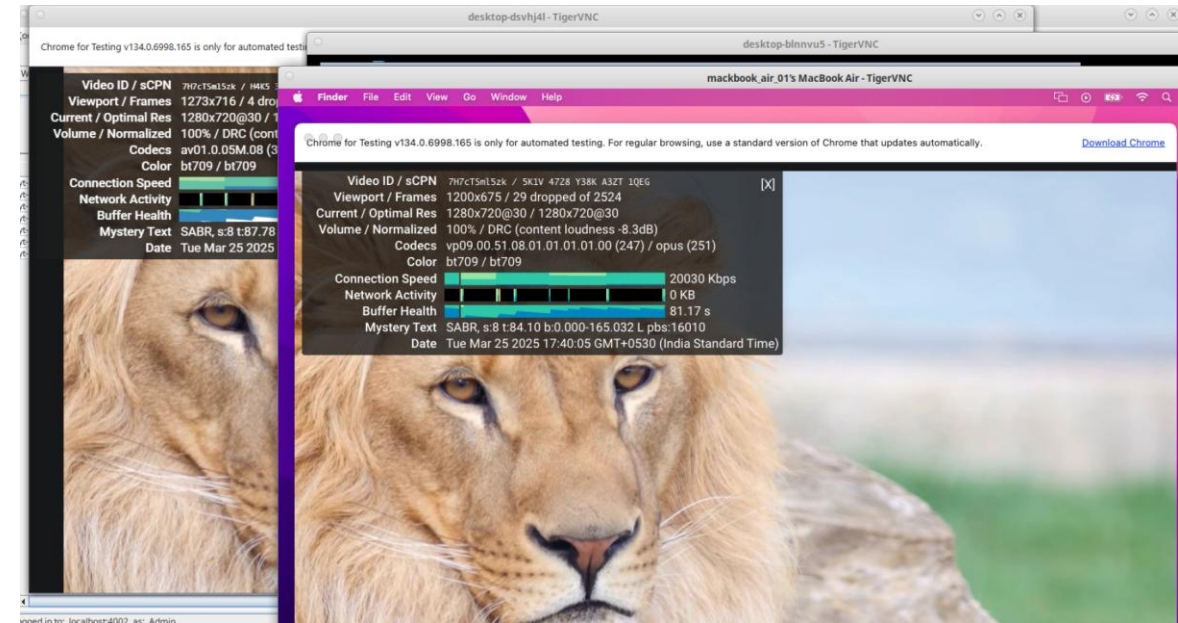 desktop-dsvhj4l - TigerVNC
Chrome for Testing v134.0.6998.165 is only for automated
Video ID / sCPN 7H7cTSml5zk / H4K5
Viewport / Frames 1273x716 / 4
Current / Optimal Res 1280x720@30 /
Volume / Normalized 100% / DRC
Codecs av01.0.05M.08
Color bt709 / bt709
Connection Speed
Network Activity
Buffer Health
Mystery Text SABR, s:8 t:87.78
Date Tue Mar 25 2025
desktop-blnnvu5 - TigerVNC
mackbook_air_01's MacBook Air - TigerVNC
Finder File Edit View Go Window Help
Chrome for Testing v134.0.6998.165 is only for automated testing. For regular browsing, use a standard version of Chrome that updates automatically. Download Chrome
Video ID / sCPN 7H7cTSml5zk / 5K1V 47Z8 Y38K A3ZT 1QEG [X]
Viewport / Frames 1200x675 / 29 dropped of 2524
Current / Optimal Res 1280x720@30 / 1280x720@30
Volume / Normalized 100% / DRC (content loudness -8.3dB)
Codecs vp09.00.51.08.01.01.01.01.00 (247) / opus (251)
Color bt709 / bt709
Connection Speed 20030 Kbps
Network Activity 0 KB
Buffer Health 81.17 s
Mystery Text SABR, s:8 t:84.10 b:0.000-165.032 L pbs:16010
Date Tue Mar 25 2025 17:40:05 GMT+0530 (India Standard Time)
in to: localhost:4002 as: Admin